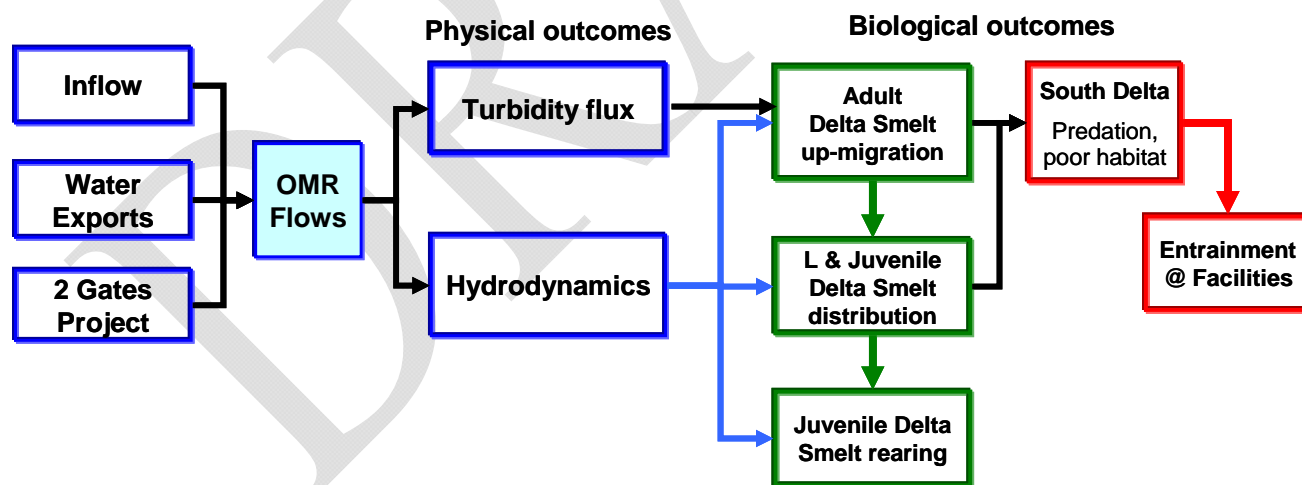 Physical outcomes
Biological outcomes
Inflow
Water
Exports
2 Gates
Project
OMR
Flows
Turbidity flux
Hydrodynamics
Adult
Delta Smelt
up-migration
L & Juvenile
Delta Smelt
distribution
Juvenile Delta
Smelt rearing
South Delta
Predation,
poor habitat
Entrainment
@ Facilities